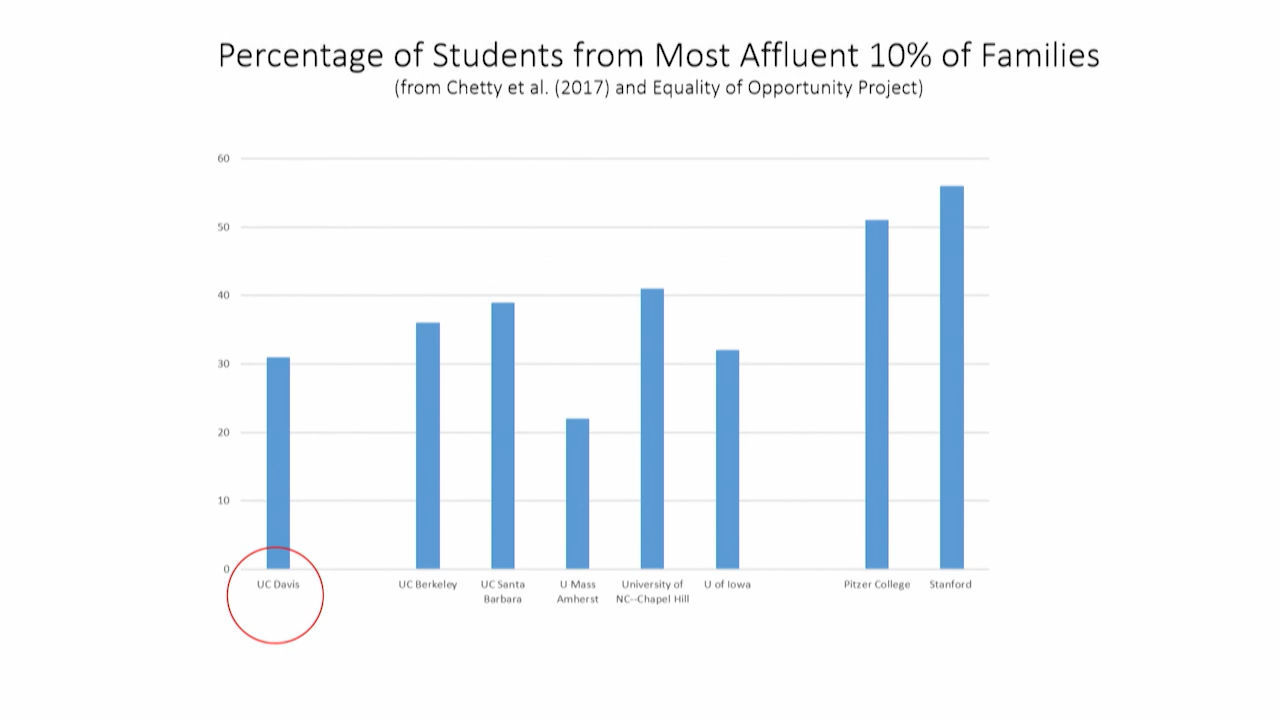 Percentage of Students from Most Affluent 10% of Families
(from Chetty et al. (2017) and Equality of Opportunity Project)
60
50
40
30
20
10
0
UC Davis
UC Berkeley
UC Santa
Barbara
U Mass
Amherst
University of
NC--Chapel Hill
U of Iowa
Pitzer College
Stanford